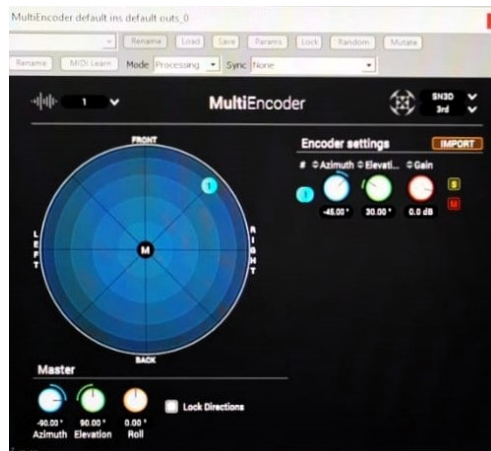 MultiEncoder default ins default outs_0
Rename Load Save Params Lock Random Mutate
Rename MIDI Learn Mode Processing Sync None
1 MultiEncoder SN3D
3rd
FRONT
Encoder settings IMPORT
# Azimuth Elevati... Gain
1
1 S
M
-45.00° 30.00° 0.0 dB
LEFT M RIGHT
BACK
Master
Lock Directions
-90.00° 90.00° 0.00°
Azimuth Elevation Roll